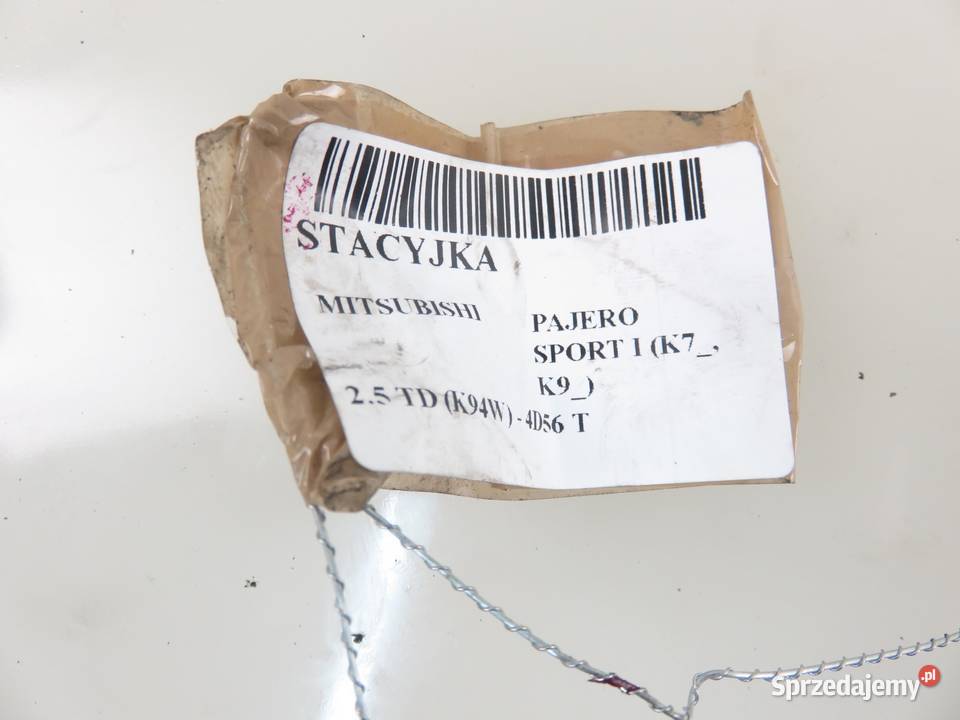 STACYJKA
MITSUBISHI
PAJERO
SPORT I (K7_,
K9_)
2.5 TD (K94W) - 4D56 T
Sprzedajemy.pl